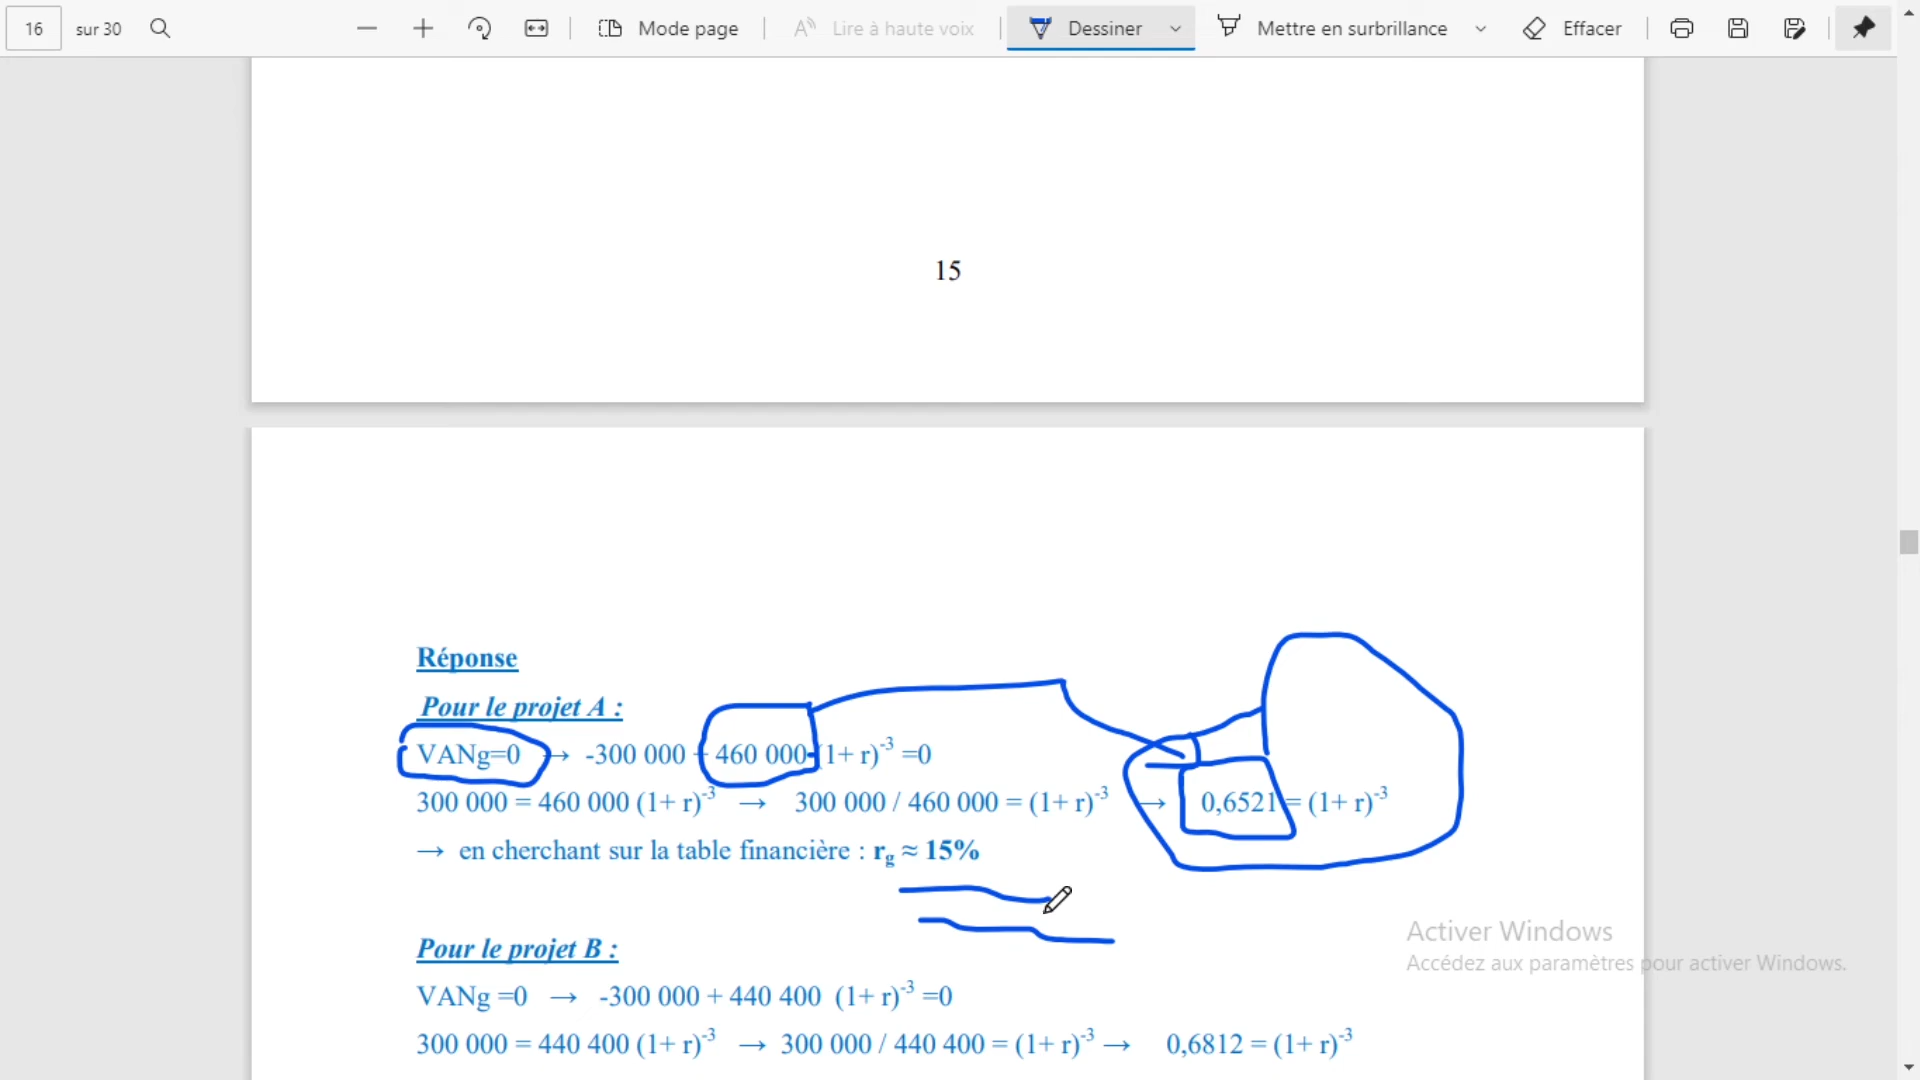 16 sur 30 Mode page Lire à haute voix Dessiner Mettre en surbrillance Effacer
15
Réponse
Pour le projet A :
VANg=0 → -300 000 + 460 000 (1+ r)-3 =0
300 000 = 460 000 (1+ r)-3 → 300 000 / 460 000 = (1+ r)-3 → 0,6521 = (1+ r)-3
→ en cherchant sur la table financière : rg ≈ 15%
Pour le projet B :
VANg =0 → -300 000 + 440 400 (1+ r)-3 =0
300 000 = 440 400 (1+ r)-3 → 300 000 / 440 400 = (1+ r)-3 → 0,6812 = (1+ r)-3
Activer Windows
Accédez aux paramètres pour activer Windows.